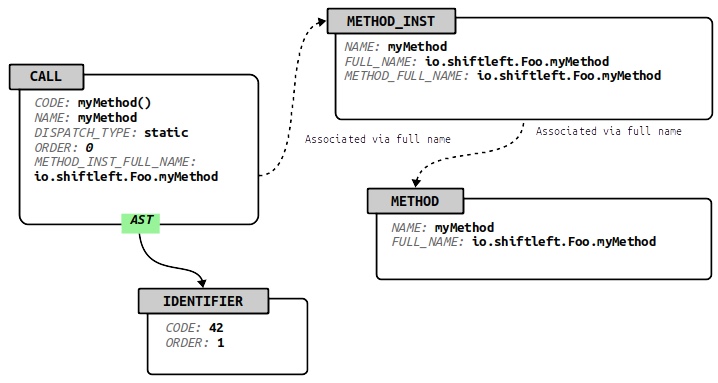 METHOD_INST
NAME: myMethod
FULL_NAME: io.shiftleft.Foo.myMethod
METHOD_FULL_NAME: io.shiftleft.Foo.myMethod
CALL
CODE: myMethod()
NAME: myMethod
DISPATCH_TYPE: static
ORDER: 0
METHOD_INST_FULL_NAME:
io.shiftleft.Foo.myMethod
AST
Associated via full name
Associated via full name
METHOD
NAME: myMethod
FULL_NAME: io.shiftleft.Foo.myMethod
IDENTIFIER
CODE: 42
ORDER: 1